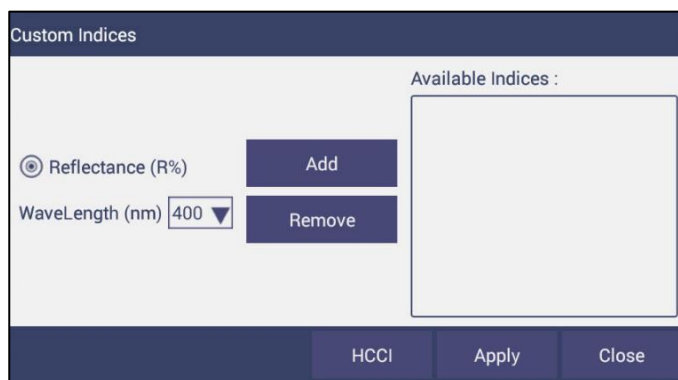 Custom Indices
Available Indices :
Reflectance (R%)
Add
WaveLength (nm) 400
Remove
HCCI
Apply
Close